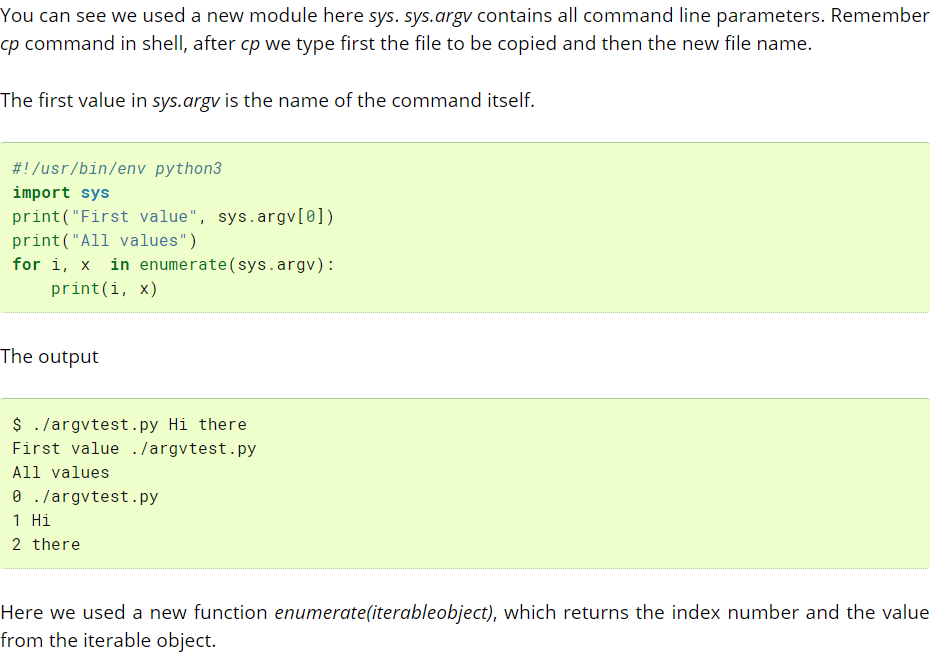 You can see we used a new module here sys. sys.argv contains all command line parameters. Remember
cp command in shell, after cp we type first the file to be copied and then the new file name.
The first value in sys.argv is the name of the command itself.
#!/usr/bin/env python3
import sys
print("First value", sys.argv[0])
print("All values")
for i, x  in enumerate(sys.argv):
    print(i, x)
The output
$ ./argvtest.py Hi there
First value ./argvtest.py
All values
0 ./argvtest.py
1 Hi
2 there
Here we used a new function enumerate(iterableobject), which returns the index number and the value
from the iterable object.